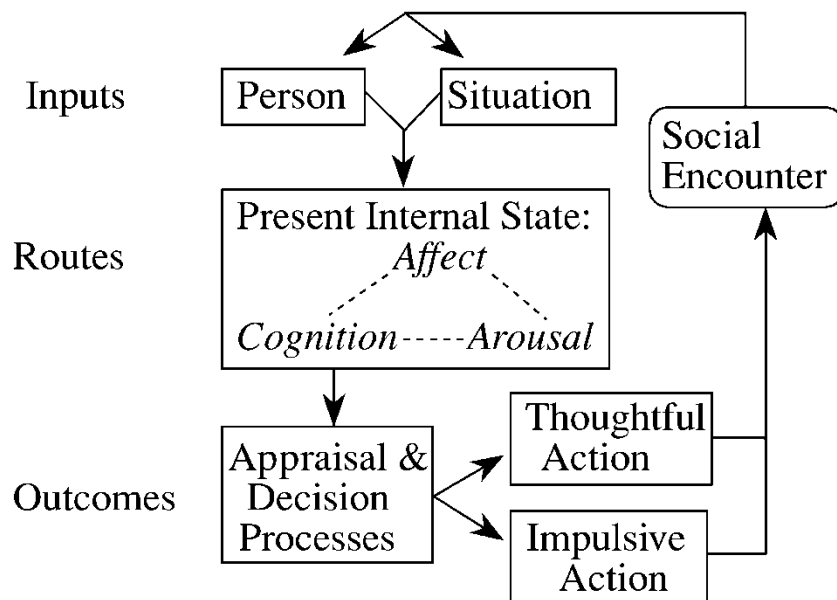 Inputs
Person
Situation
Social
Encounter
Routes
Present Internal State:
Affect
Cognition
Arousal
Outcomes
Appraisal &
Decision
Processes
Thoughtful
Action
Impulsive
Action